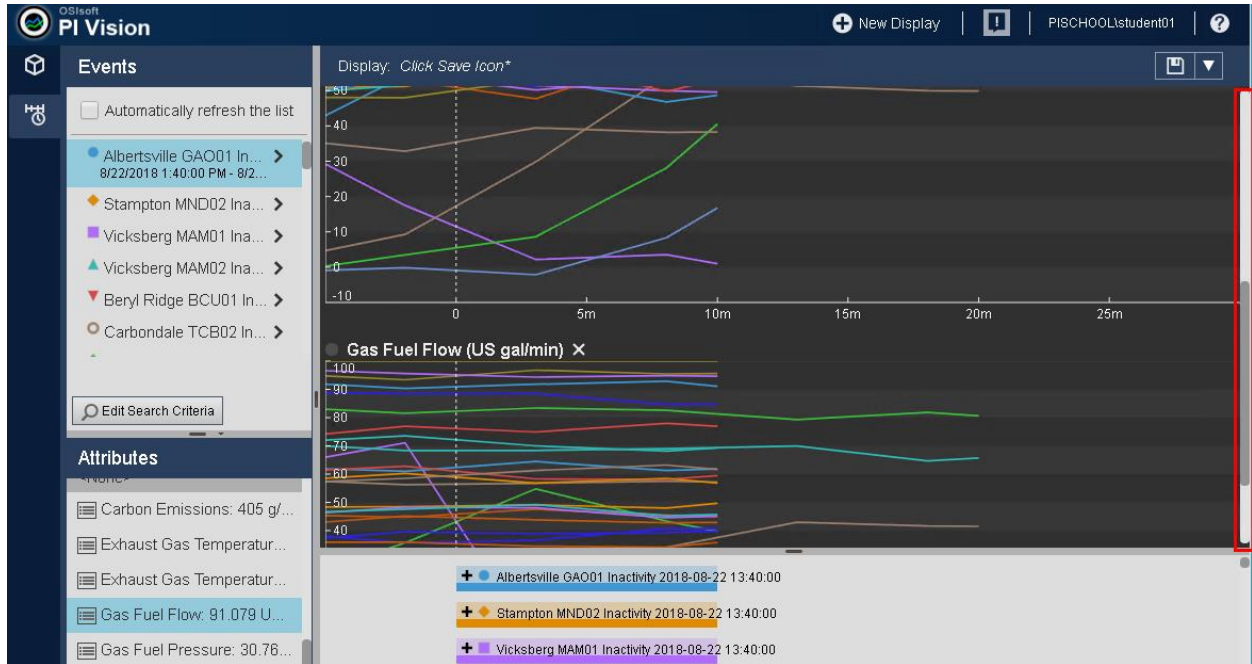 OSIsoft
PI Vision
New Display
PISCHOOL\student01
?
Events
Display: Click Save Icon*
Automatically refresh the list
Albertsville GAO01 In...
8/22/2018 1:40:00 PM - 8/2...
Stampton MND02 Ina...
Vicksberg MAM01 Ina...
Vicksberg MAM02 Ina...
Beryl Ridge BCU01 In...
Carbondale TCB02 In...
Edit Search Criteria
50
40
30
20
10
0
-10
0 5m 10m 15m 20m 25m
Gas Fuel Flow (US gal/min)
100
90
80
70
60
50
40
Attributes
<None>
Carbon Emissions: 405 g/...
Exhaust Gas Temperatur...
Exhaust Gas Temperatur...
Gas Fuel Flow: 91.079 U...
Gas Fuel Pressure: 30.76...
Albertsville GAO01 Inactivity 2018-08-22 13:40:00
Stampton MND02 Inactivity 2018-08-22 13:40:00
Vicksberg MAM01 Inactivity 2018-08-22 13:40:00